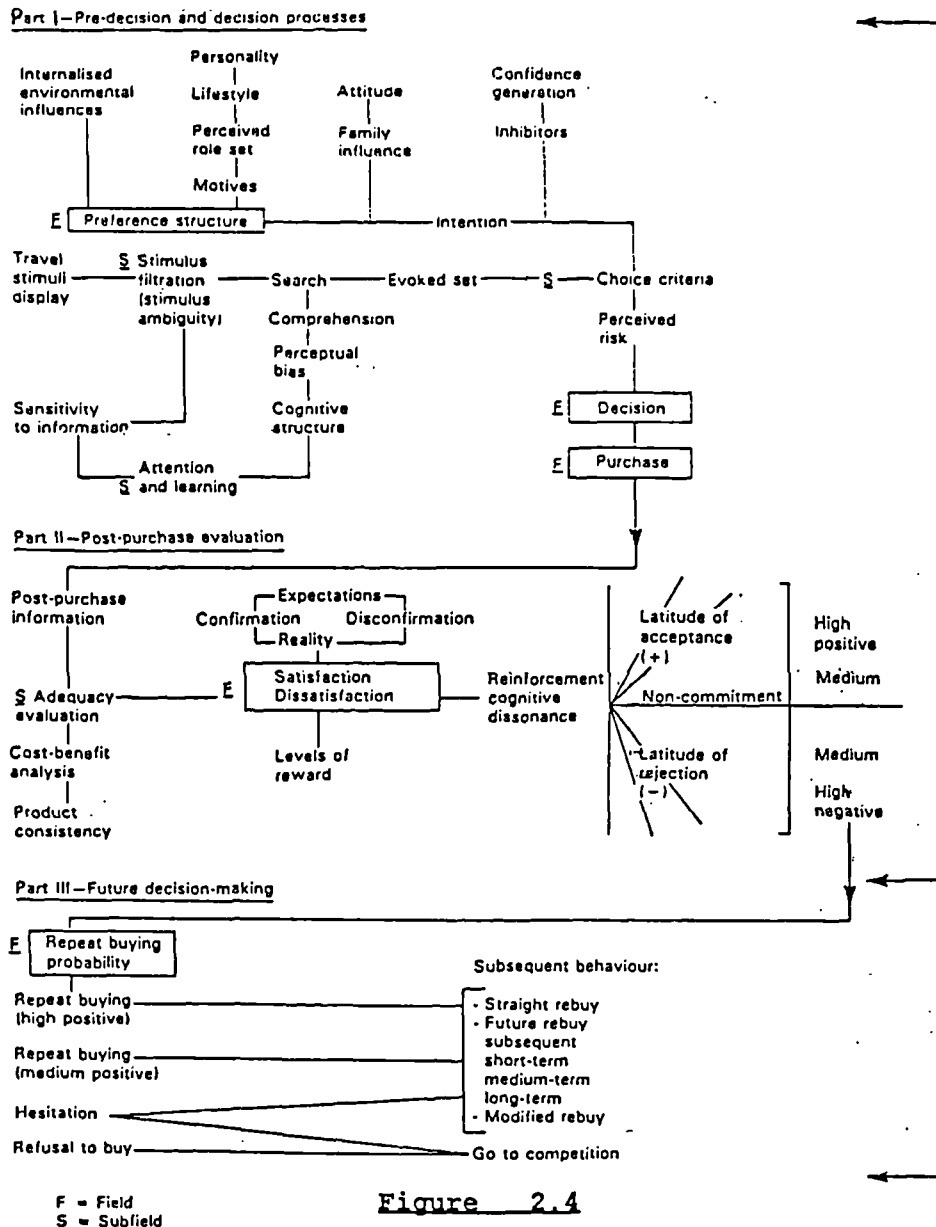 Part I—Pre-decision and decision processes
Internalised
environmental
influences
Personality
Lifestyle
Perceived
role set
Motives
Attitude
Family
influence
Confidence
generation
Inhibitors
F Preference structure
Intention
Travel
stimuli
display
S Stimulus
filtration
(stimulus
ambiguity)
Search
Evoked set
S
Choice criteria
Comprehension
Perceptual
bias
Cognitive
structure
Perceived
risk
Sensitivity
to information
Attention
S and learning
F Decision
F Purchase
Part II—Post-purchase evaluation
Post-purchase
information
Expectations
Confirmation Disconfirmation
Reality
S Adequacy
evaluation
F Satisfaction
Dissatisfaction
Reinforcement
cognitive
dissonance
Latitude of
acceptance
(+)
Non-commitment
Latitude of
rejection
(−)
High
positive
Medium
Medium
High
negative
Cost-benefit
analysis
Product
consistency
Levels of
reward
Part III—Future decision-making
F Repeat buying
probability
Subsequent behaviour:
Repeat buying
(high positive)
Repeat buying
(medium positive)
Hesitation
Refusal to buy
- Straight rebuy
- Future rebuy
subsequent
short-term
medium-term
long-term
- Modified rebuy
Go to competition
F = Field
S = Subfield
Figure 2.4